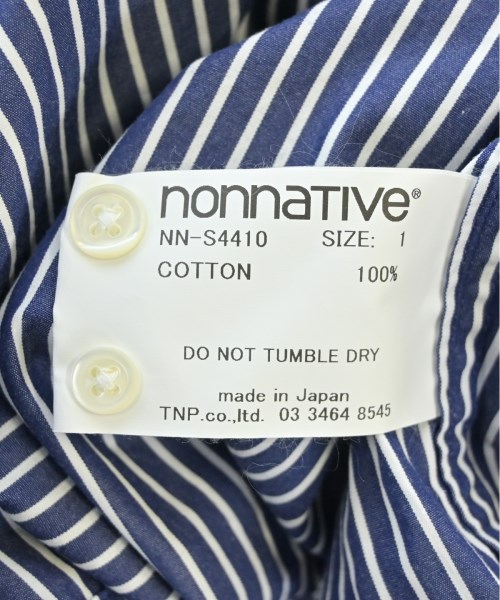 nonnative®
NN-S4410 SIZE: 1
COTTON 100%
DO NOT TUMBLE DRY
made in Japan
TNP.co,.ltd. 03 3464 8545